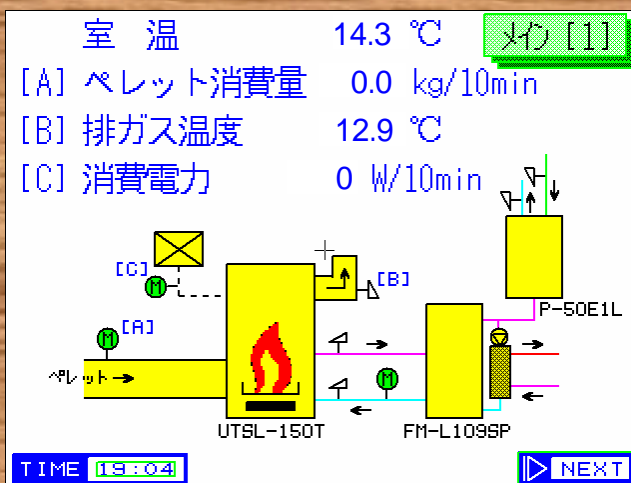 室 温 14.3 ℃ ﾒｲﾝ [1]
[A] ペレット消費量 0.0 kg/10min
[B] 排ガス温度 12.9 ℃
[C] 消費電力 0 W/10min
[C]
M
[B]
P-50E1L
[A]
M
ペレット
M
UTSL-150T
FM-L109SP
TIME 19:04
NEXT